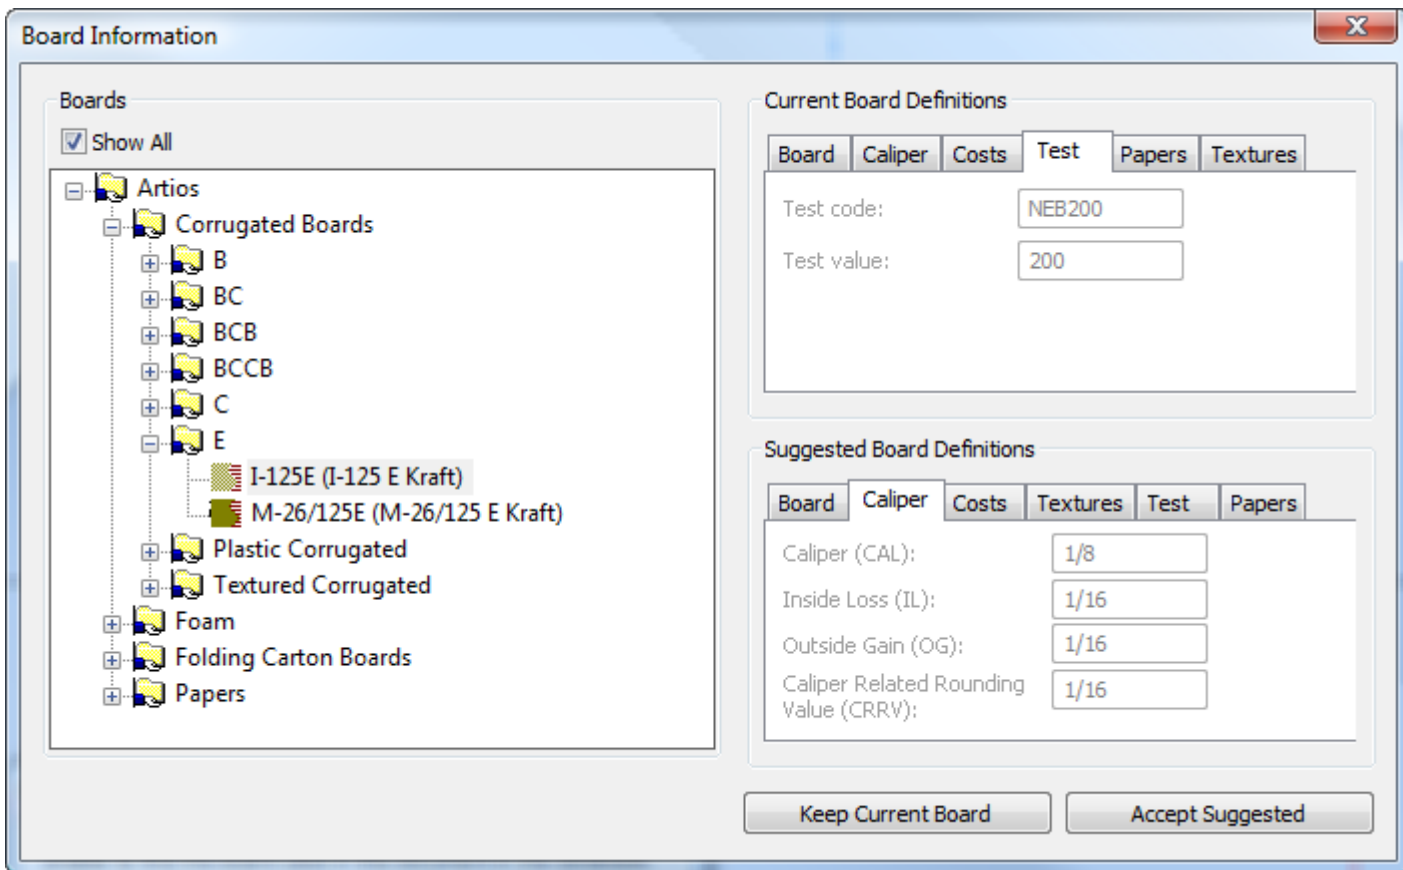 Board Information
Boards
Show All
Artios
Corrugated Boards
B
BC
BCB
BCCB
C
E
I-125E (I-125 E Kraft)
M-26/125E (M-26/125 E Kraft)
Plastic Corrugated
Textured Corrugated
Foam
Folding Carton Boards
Papers
Current Board Definitions
Board Caliper Costs Test Papers Textures
Test code: NEB200
Test value: 200
Suggested Board Definitions
Board Caliper Costs Textures Test Papers
Caliper (CAL): 1/8
Inside Loss (IL): 1/16
Outside Gain (OG): 1/16
Caliper Related Rounding
Value (CRRV): 1/16
Keep Current Board Accept Suggested